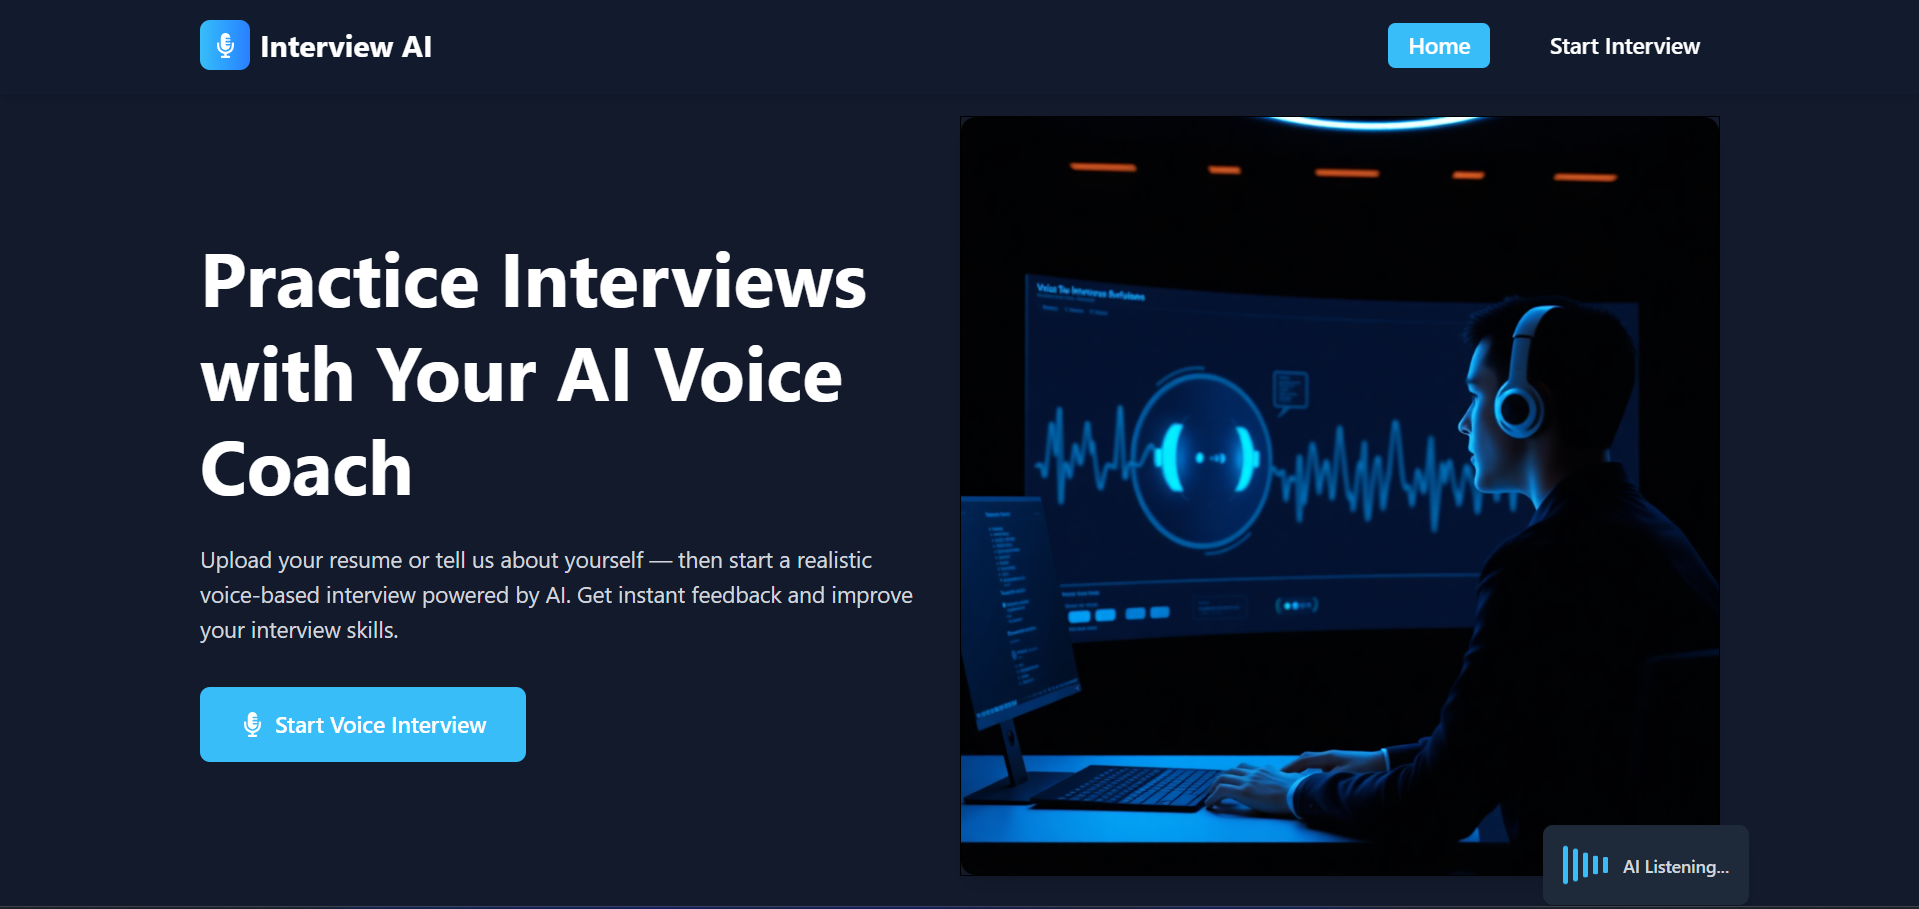 Interview AI
Home
Start Interview
Practice Interviews
with Your AI Voice
Coach
Upload your resume or tell us about yourself — then start a realistic
voice-based interview powered by AI. Get instant feedback and improve
your interview skills.
Start Voice Interview
AI Listening...